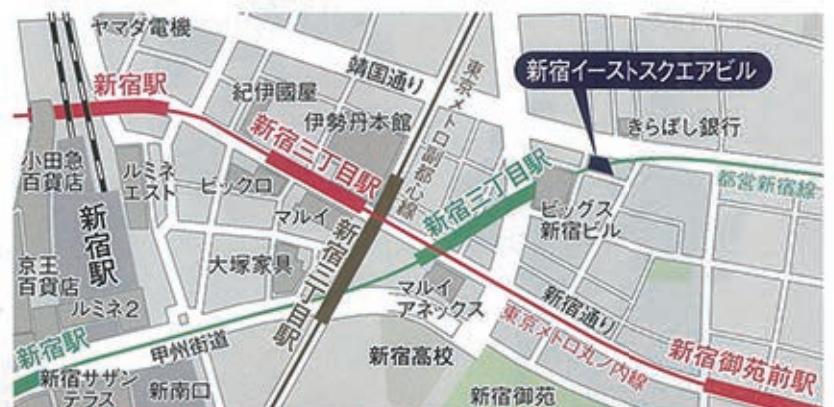 ヤマダ電機
靖国通り
東京メトロ副都心線
新宿イーストスクエアビル
新宿駅
紀伊國屋
伊勢丹本館
きらぼし銀行
小田急
百貨店
ルミネ
エスト
ビックロ
新宿三丁目駅
新宿三丁目駅
都営新宿線
マルイ
ビッグス
新宿ビル
新宿駅
京王
百貨店
大塚家具
新宿三丁目駅
ルミネ2
マルイ
アネックス
新宿通り
東京メトロ丸ノ内線
新宿駅
甲州街道
新宿高校
新宿御苑前駅
新宿サザン
テラス
新南口
新宿御苑